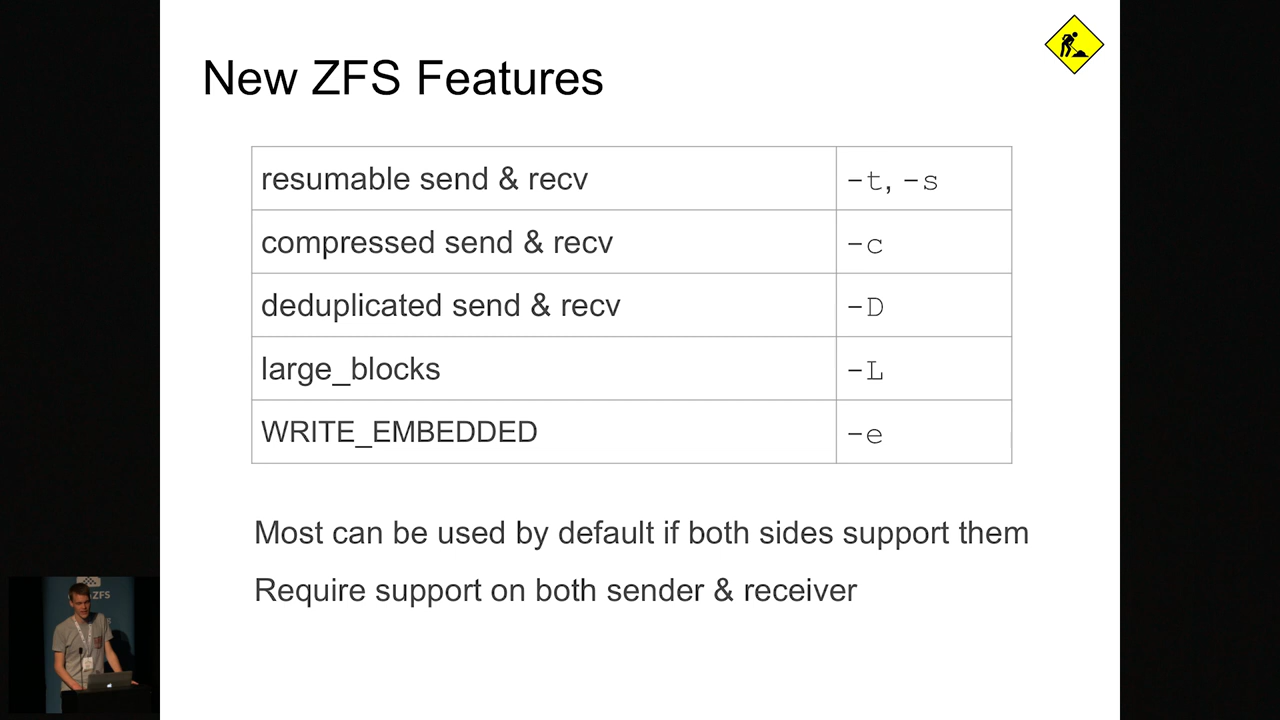 New ZFS Features
resumable send & recv -t, -s
compressed send & recv -c
deduplicated send & recv -D
large_blocks -L
WRITE_EMBEDDED -e
Most can be used by default if both sides support them
Require support on both sender & receiver
ZFS